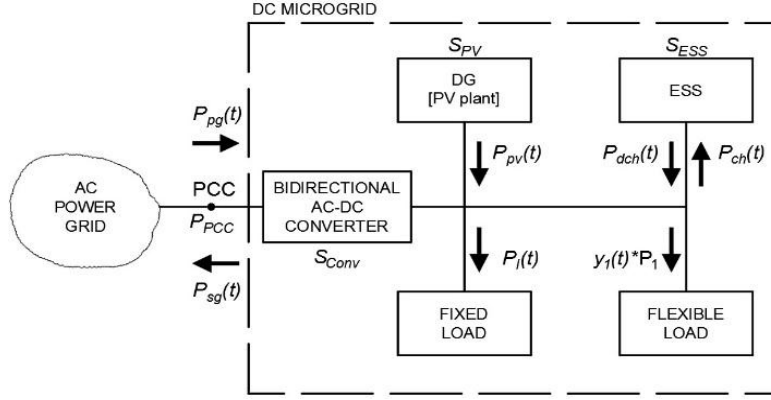 DC MICROGRID
S_PV
S_ESS
DG
[PV plant]
ESS
P_pg(t)
P_pv(t)
P_dch(t)
P_ch(t)
AC
POWER
GRID
PCC
P_PCC
BIDIRECTIONAL
AC-DC
CONVERTER
S_Conv
P_sg(t)
P_l(t)
y_1(t)*P_1
FIXED
LOAD
FLEXIBLE
LOAD